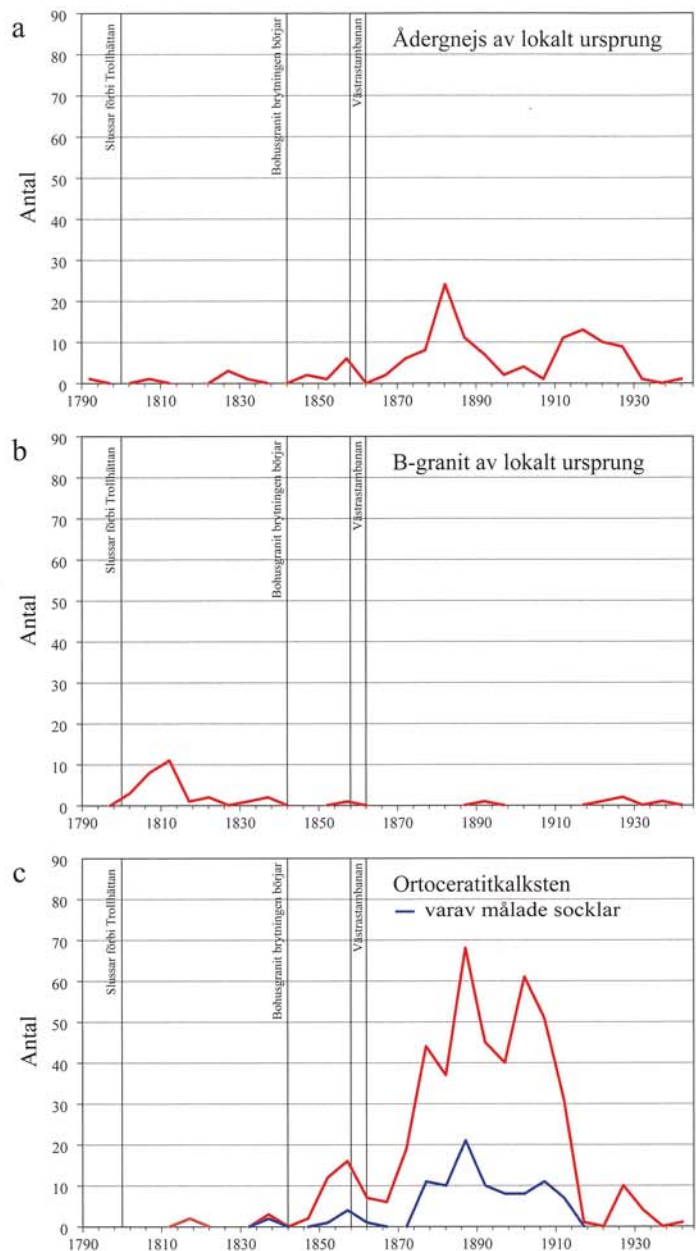 a
90
80
70
60
50
40
30
20
10
0
Antal
Slussar förbi Trollhättan
Bohusgranit brytningen börjar
Västrastambanan
Ådergnejs av lokalt ursprung
1790 1810 1830 1850 1870 1890 1910 1930
b
90
80
70
60
50
40
30
20
10
0
Antal
Slussar förbi Trollhättan
Bohusgranit brytningen börjar
Västrastambanan
B-granit av lokalt ursprung
1790 1810 1830 1850 1870 1890 1910 1930
c
90
80
70
60
50
40
30
20
10
0
Antal
Slussar förbi Trollhättan
Bohusgranit brytningen börjar
Västrastambanan
Ortoceratitkalksten
varav målade socklar
1790 1810 1830 1850 1870 1890 1910 1930